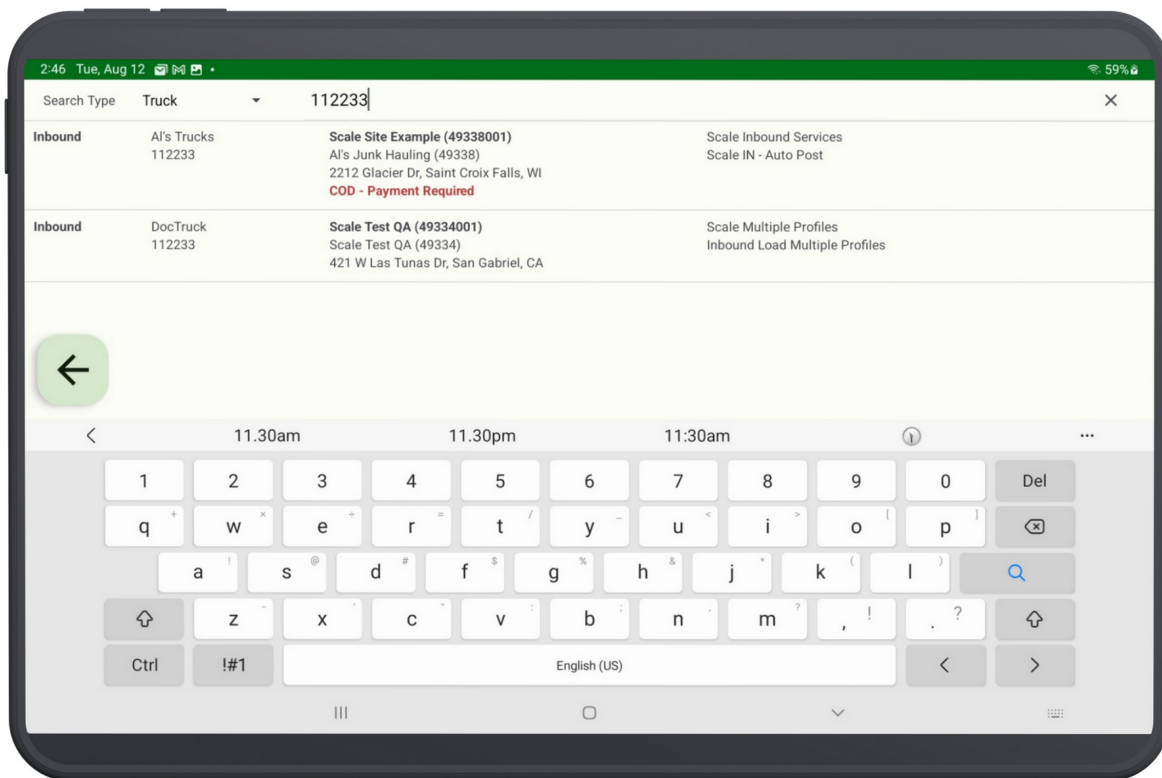 2:46 Tue, Aug 12
59%
Search Type Truck 112233
Inbound Al's Trucks Scale Site Example (49338001) Scale Inbound Services
112233 Al's Junk Hauling (49338) Scale IN - Auto Post
2212 Glacier Dr, Saint Croix Falls, WI
COD - Payment Required
Inbound DocTruck Scale Test QA (49334001) Scale Multiple Profiles
112233 Scale Test QA (49334) Inbound Load Multiple Profiles
421 W Las Tunas Dr, San Gabriel, CA
11.30am 11.30pm 11:30am ...
1 2 3 4 5 6 7 8 9 0 Del
q + w × e ÷ r = t / y _ u < i > o [ p ]
a ! s @ d # f $ g % h & j * k ( l )
z - x ' c " v : b ; n , m ? , ! . ?
Ctrl !#1 English (US) < >